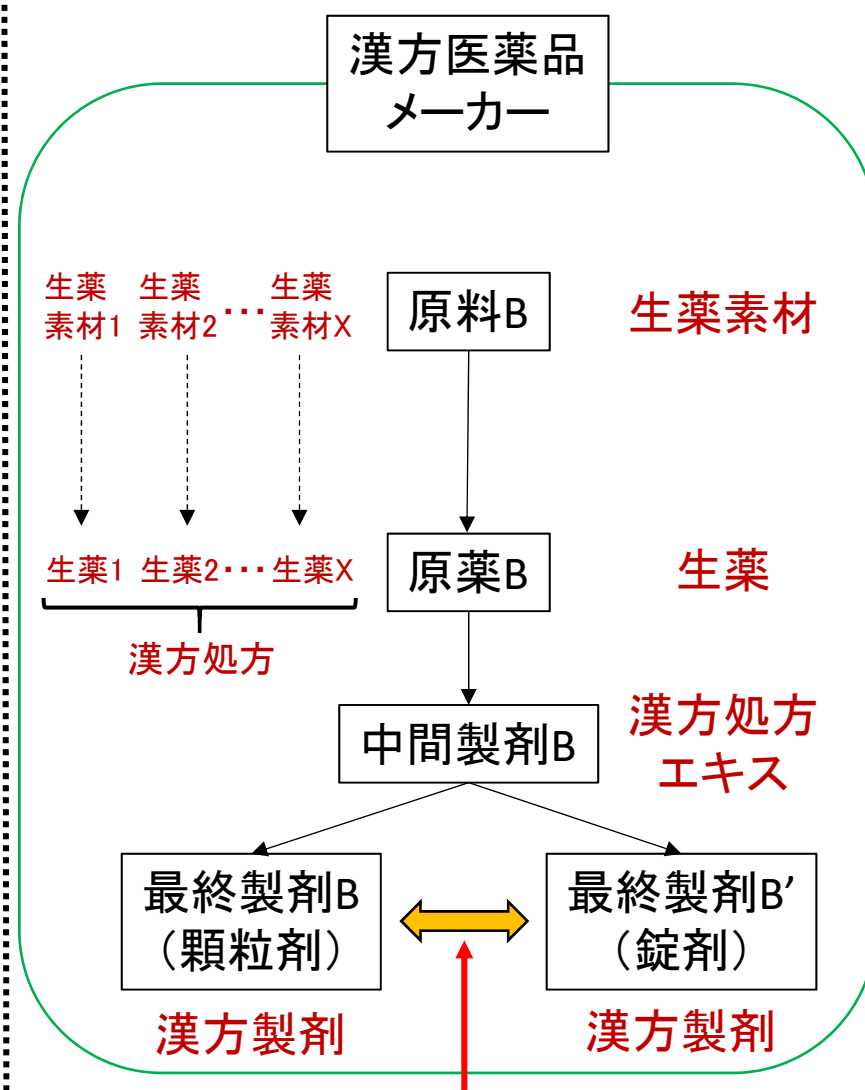 漢方医薬品
メーカー
生薬 生薬 生薬
素材1 素材2 ・・・ 素材X
原料B
生薬素材
生薬1 生薬2・・・ 生薬X
原薬B
生薬
漢方処方
中間製剤B
漢方処方
エキス
最終製剤B
（顆粒剤）
最終製剤B’
（錠剤）
漢方製剤
漢方製剤